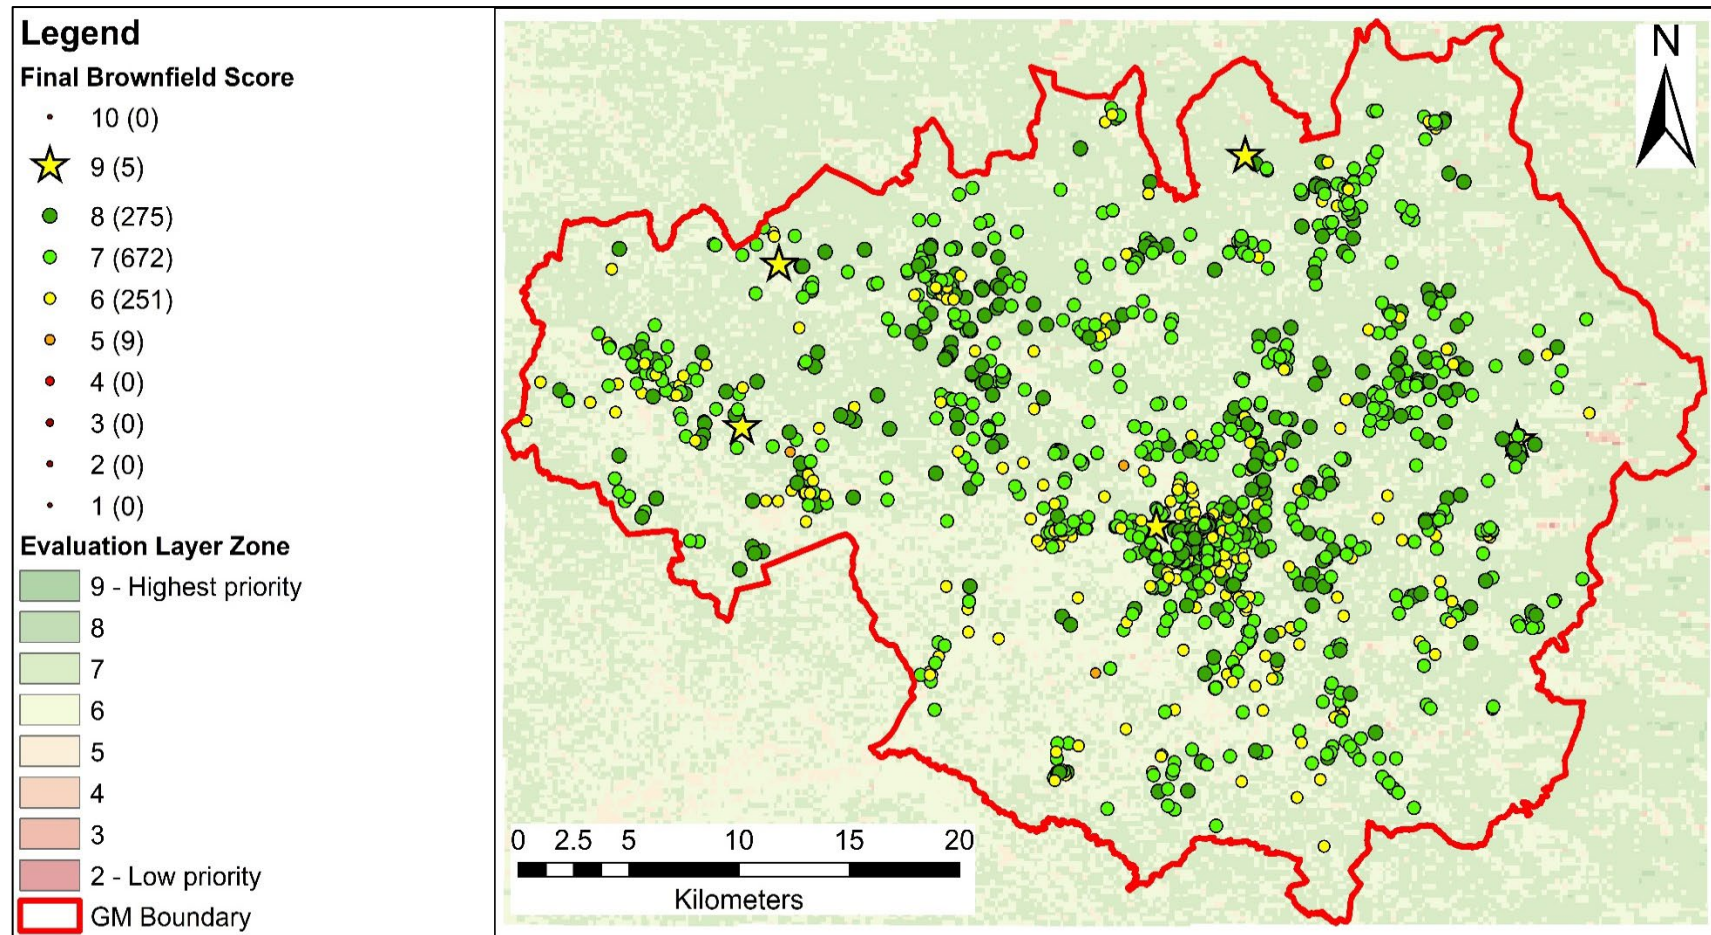 Legend
Final Brownfield Score
10 (0)
9 (5)
8 (275)
7 (672)
6 (251)
5 (9)
4 (0)
3 (0)
2 (0)
1 (0)
Evaluation Layer Zone
9 - Highest priority
8
7
6
5
4
3
2 - Low priority
GM Boundary
N
0 2.5 5 10 15 20
Kilometers